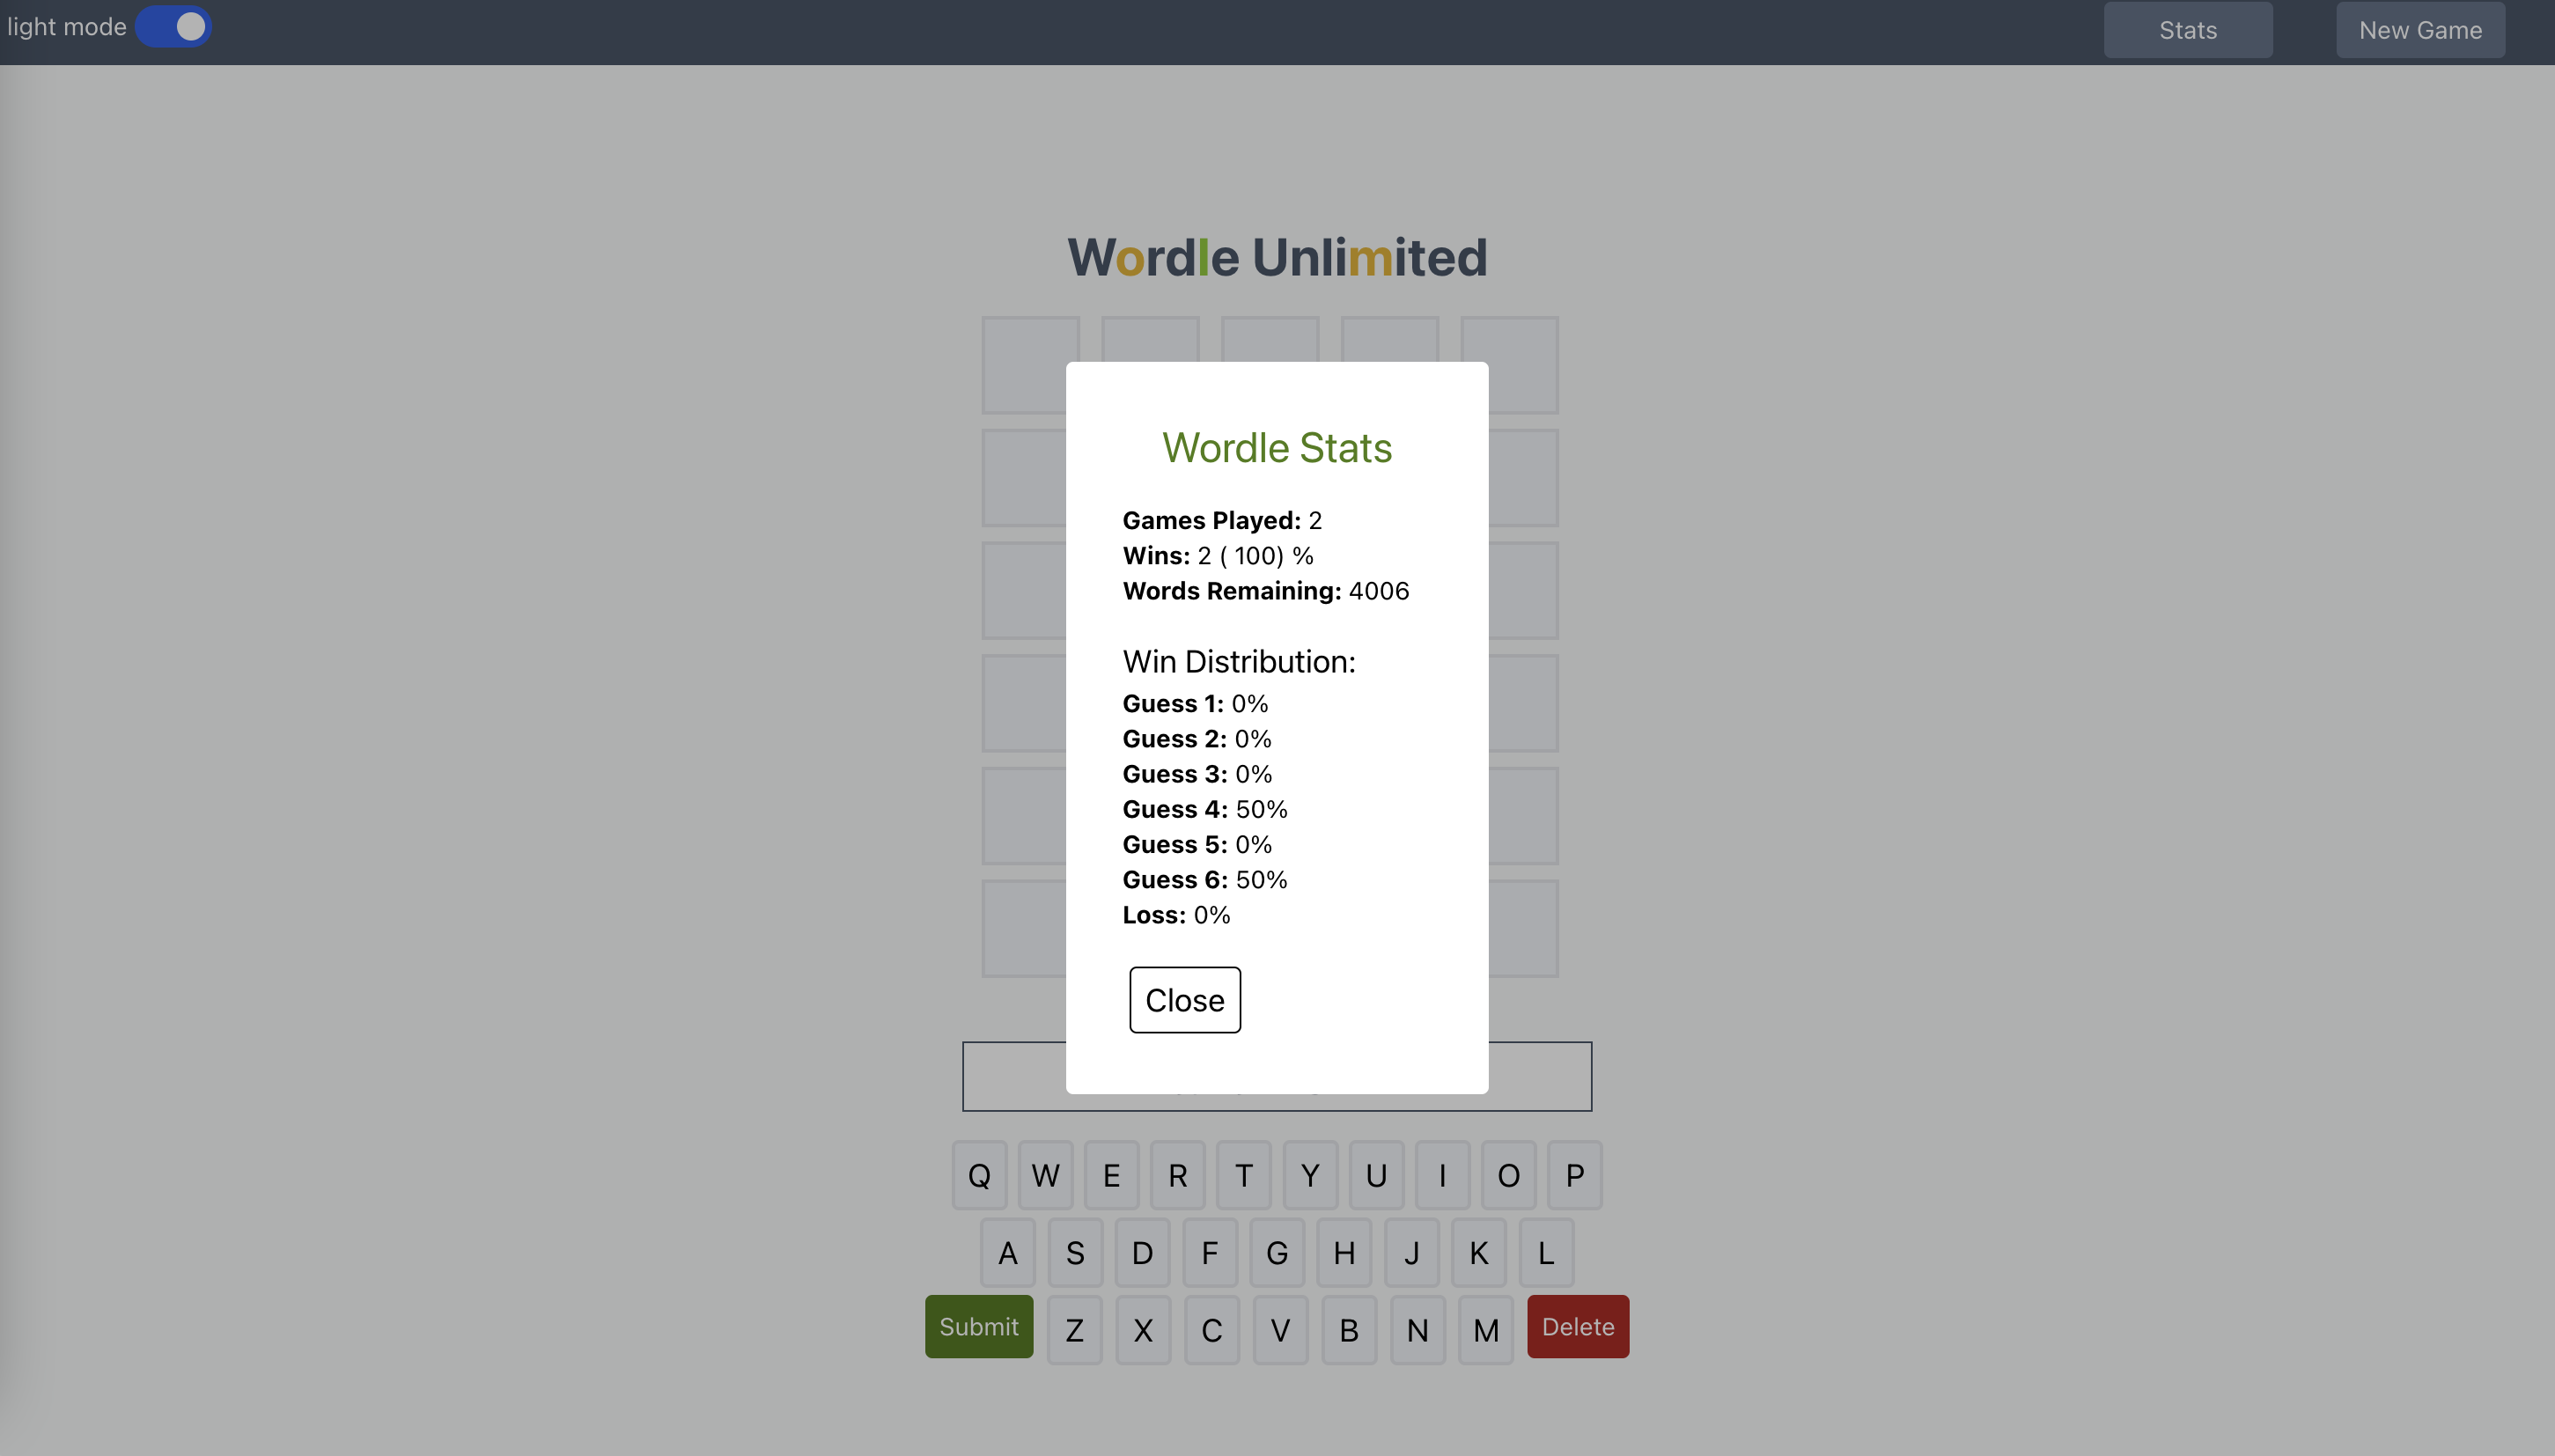 light mode
Stats
New Game
Wordle Unlimited
Wordle Stats
Games Played: 2
Wins: 2 ( 100) %
Words Remaining: 4006
Win Distribution:
Guess 1: 0%
Guess 2: 0%
Guess 3: 0%
Guess 4: 50%
Guess 5: 0%
Guess 6: 50%
Loss: 0%
Close
Q W E R T Y U I O P
A S D F G H J K L
Submit Z X C V B N M Delete